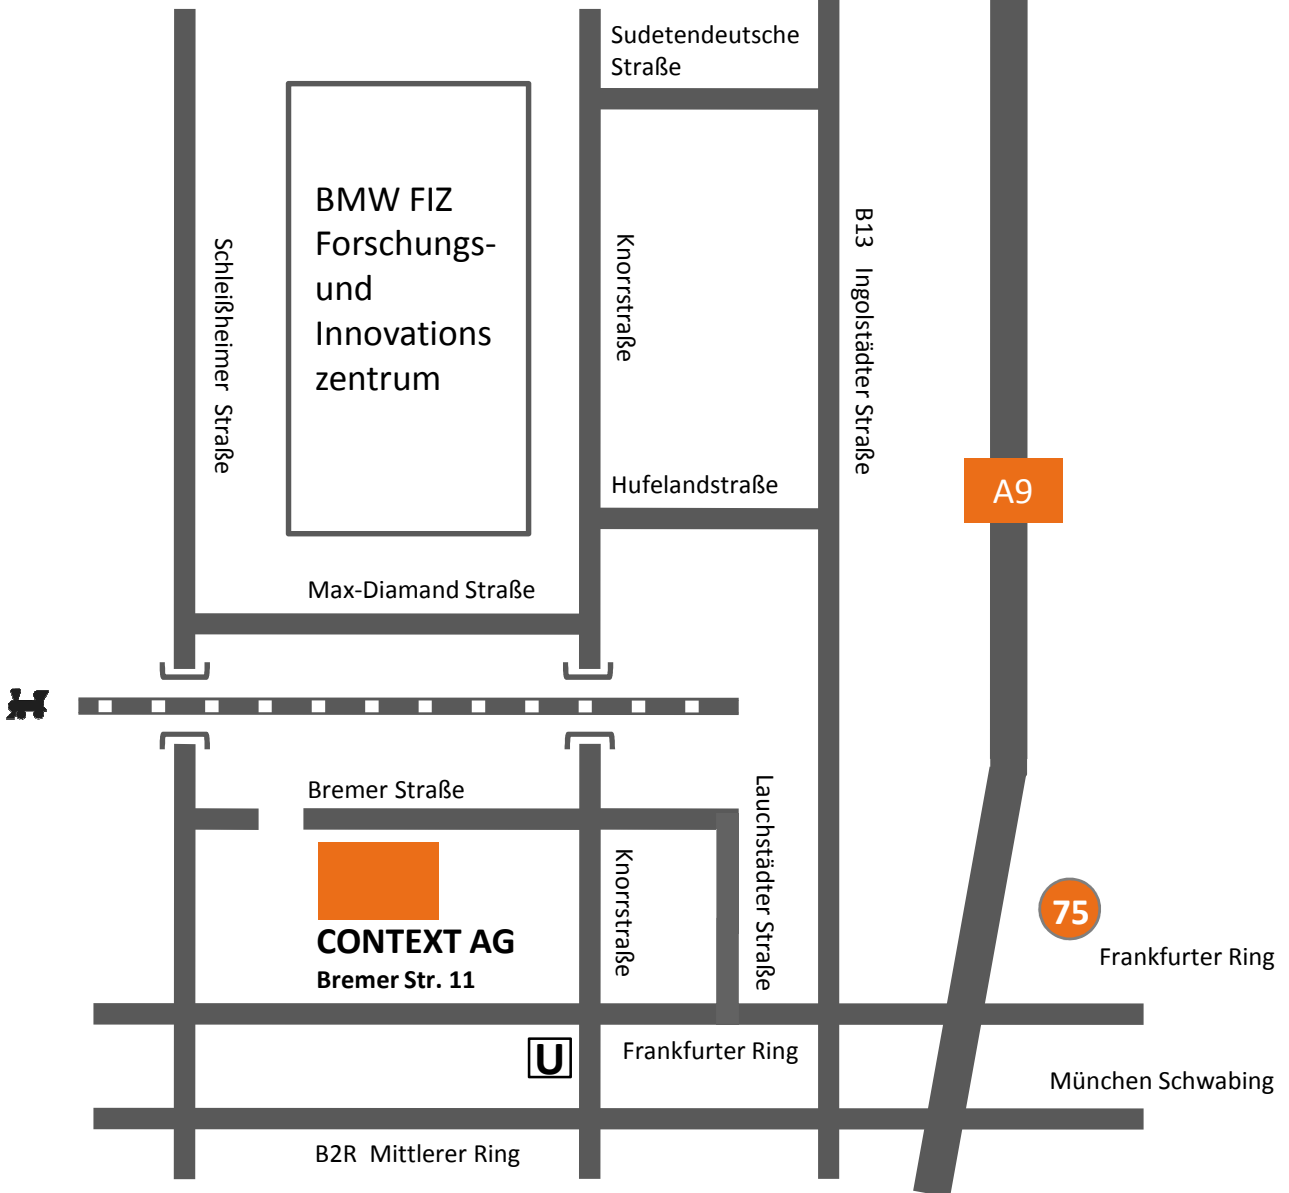 Sudetendeutsche
Straße
BMW FIZ
Forschungs-
und
Innovations
zentrum
Schleißheimer Straße
Knorrstraße
B13 Ingolstädter Straße
Hufelandstraße
A9
Max-Diamand Straße
Bremer Straße
Lauchstädter Straße
Knorrstraße
75
CONTEXT AG
Bremer Str. 11
Frankfurter Ring
U
Frankfurter Ring
München Schwabing
B2R Mittlerer Ring